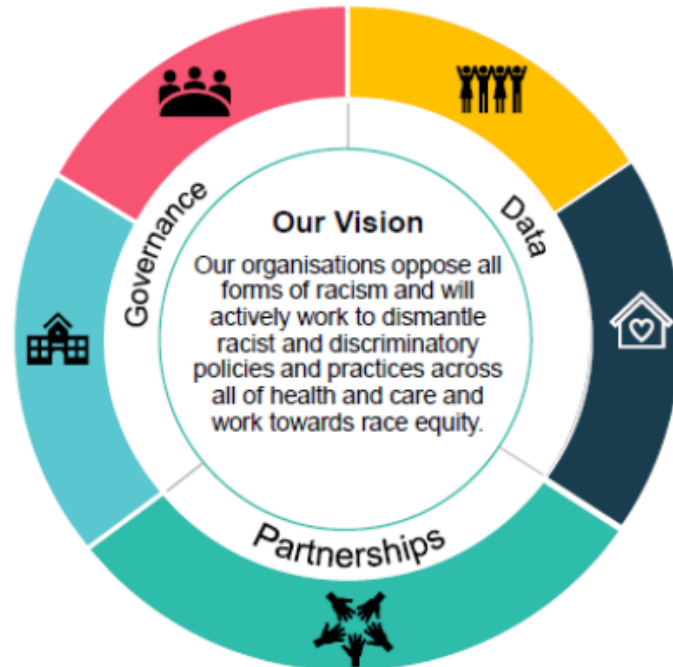 Governance
Data
Our Vision
Our organisations oppose all
forms of racism and will
actively work to dismantle
racist and discriminatory
policies and practices across
all of health and care and
work towards race equity.
Partnerships